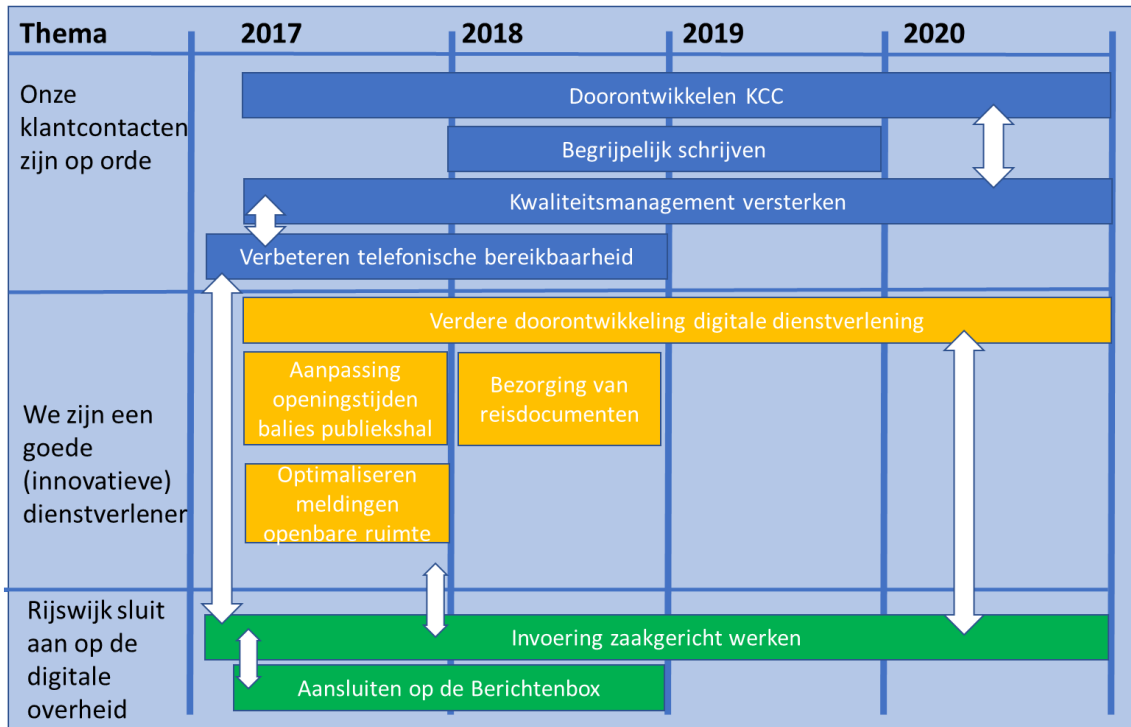 Thema 2017 2018 2019 2020
Onze
klantcontacten
zijn op orde
Doorontwikkelen KCC
Begrijpelijk schrijven
Kwaliteitsmanagement versterken
Verbeteren telefonische bereikbaarheid
We zijn een
goede
(innovatieve)
dienstverlener
Verdere doorontwikkeling digitale dienstverlening
Aanpassing
openingstijden
balies publiekshal
Bezorging van
reisdocumenten
Optimaliseren
meldingen
openbare ruimte
Rijswijk sluit
aan op de
digitale
overheid
Invoering zaakgericht werken
Aansluiten op de Berichtenbox